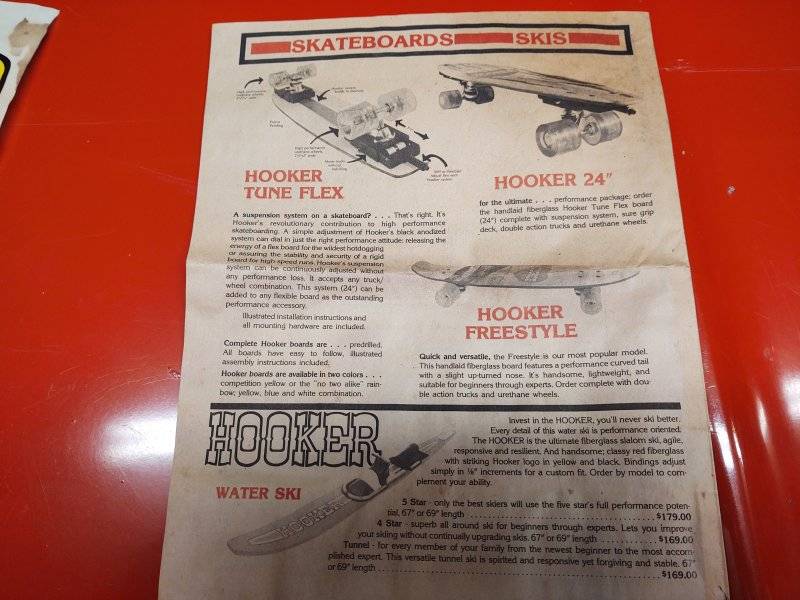 SKATEBOARDS SKIS
HOOKER
TUNE FLEX
A suspension system on a skateboard? . . . That's right. It's
Hooker's revolutionary contribution to high performance
skateboarding. A simple adjustment of Hooker's black anodized
system can dial in just the right performance attitude: releasing the
energy of a flex board for the wildest hotdogging
or assuring the stability and security of a rigid
board for high speed runs. Hooker's suspension
system can be continuously adjusted without
any performance loss. It accepts any truck/
wheel combination. This system (24") can be
added to any flexible board as the outstanding
performance accessory.
Illustrated installation instructions and
all mounting hardware are included.
Complete Hooker boards are . . . predrilled.
All boards have easy to follow, illustrated
assembly instructions included.
Hooker boards are available in two colors . . .
competition yellow or the "no two alike" rain-
bow; yellow, blue and white combination.
HOOKER 24"
for the ultimate . . . performance package; order
the handlaid fiberglass Hooker Tune Flex board
(24") complete with suspension system, sure grip
deck, double action trucks and urethane wheels.
HOOKER
FREESTYLE
Quick and versatile, the Freestyle is our most popular model.
This handlaid fiberglass board features a performance curved tail
with a slight upturned nose. It's handsome, lightweight, and
suitable for beginners through experts. Order complete with dou-
ble action trucks and urethane wheels.
HOOKER
WATER SKI
HOOKER
Invest in the HOOKER, you'll never ski better.
Every detail of this water ski is performance oriented.
The HOOKER is the ultimate fiberglass slalom ski, agile,
responsive and resilient. And handsome; classy red fiberglass
with striking Hooker logo in yellow and black. Bindings adjust
simply in ⅛" increments for a custom fit. Order by model to com-
plement your ability.
5 Star - only the best skiers will use the five star's full performance poten-
tial. 67" or 69" length . . . . . . . . . . $179.00
4 Star - superb all around ski for beginners through experts. Lets you improve
your skiing without continually upgrading skis. 67" or 69" length . . . . . $169.00
Tunnel - for every member of your family from the newest beginner to the most accom-
plished expert. This versatile tunnel ski is spirited and responsive yet forgiving and stable. 67"
or 69" length . . . . . . . . . . $169.00